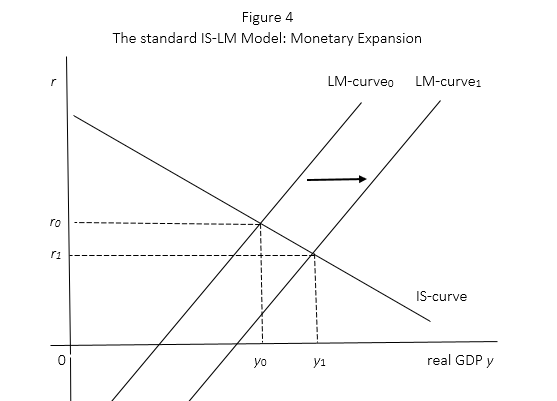 Figure 4
The standard IS-LM Model: Monetary Expansion
r
LM-curve₀
LM-curve₁
r₀
r₁
IS-curve
0
y₀
y₁
real GDP y